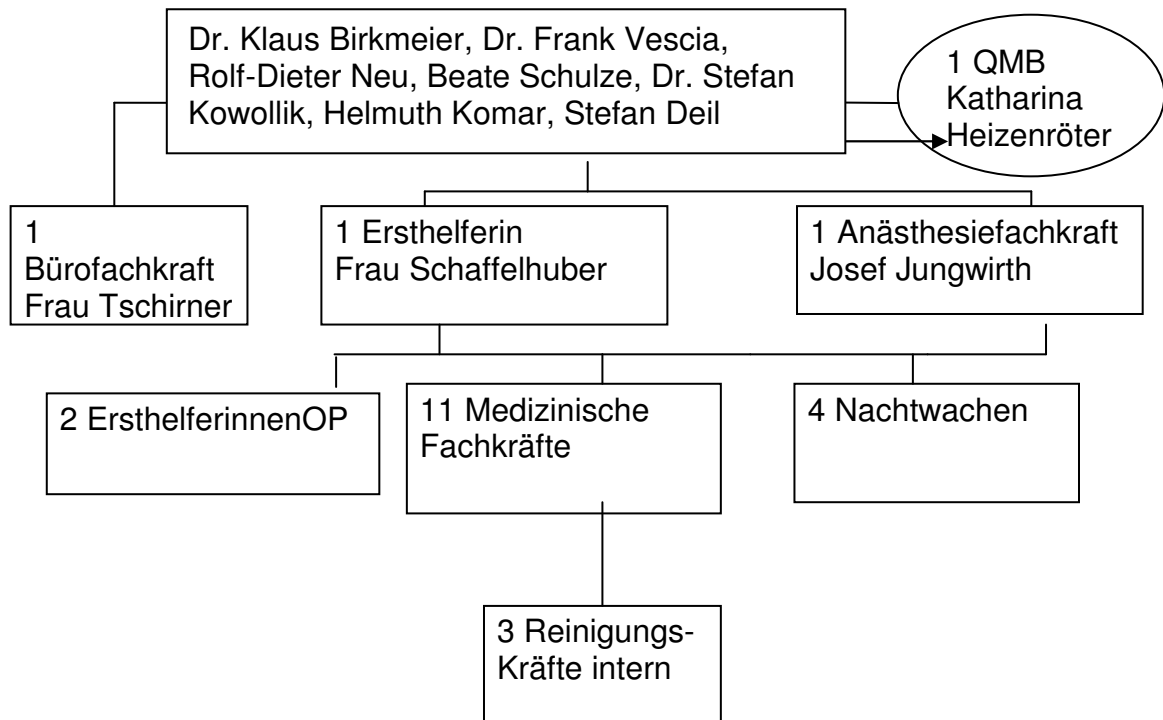 Dr. Klaus Birkmeier, Dr. Frank Vescia,
Rolf-Dieter Neu, Beate Schulze, Dr. Stefan
Kowollik, Helmuth Komar, Stefan Deil
1 QMB
Katharina
Heizenröter
1
Bürofachkraft
Frau Tschirner
1 Ersthelferin
Frau Schaffelhuber
1 Anästhesiefachkraft
Josef Jungwirth
2 ErsthelferinnenOP
11 Medizinische
Fachkräfte
4 Nachtwachen
3 Reinigungs-
Kräfte intern